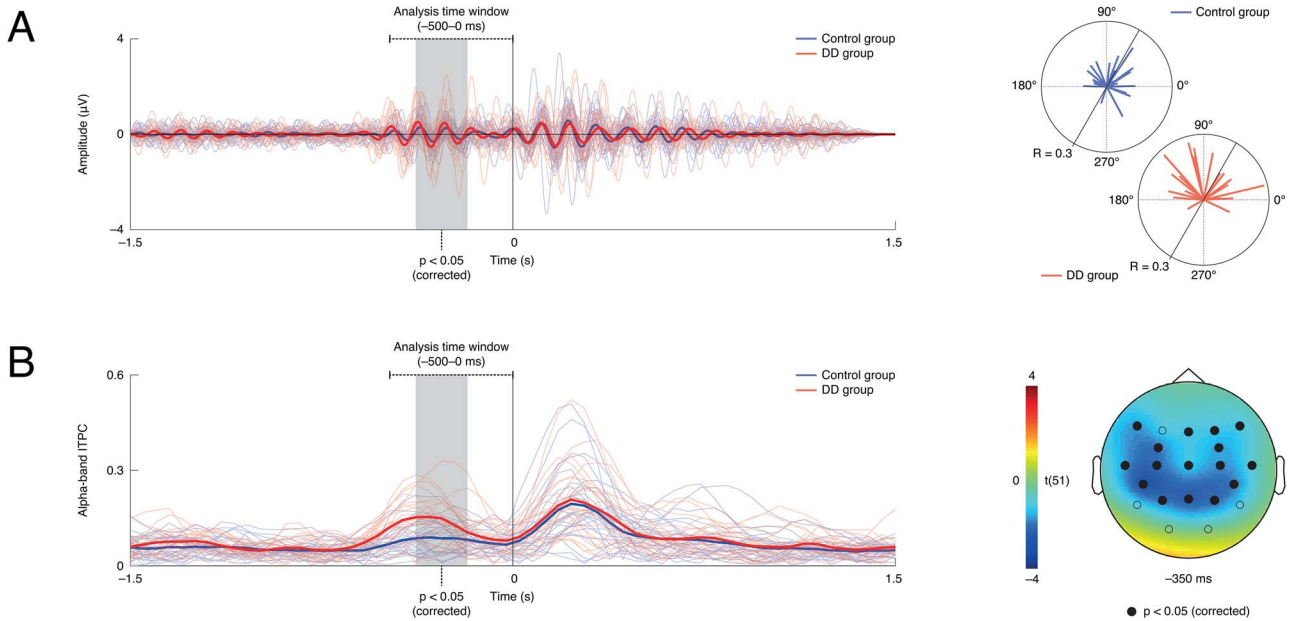 A
Analysis time window
(–500–0 ms)
Control group
DD group
4
0
–4
Amplitude (µV)
–1.5
0
1.5
Time (s)
p < 0.05
(corrected)
Control group
90°
180°
0°
270°
R = 0.3
90°
180°
0°
270°
R = 0.3
DD group
B
Analysis time window
(–500–0 ms)
Control group
DD group
0.6
0.3
0
Alpha-band ITPC
–1.5
0
1.5
Time (s)
p < 0.05
(corrected)
4
0
t(51)
–4
–350 ms
p < 0.05 (corrected)